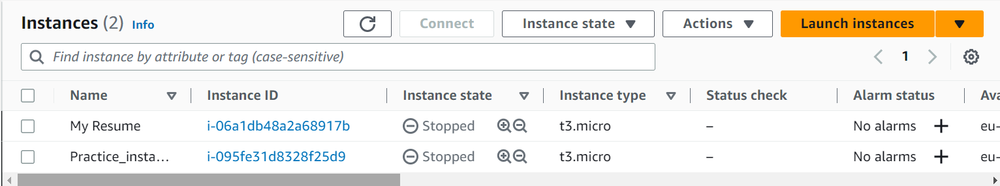 Instances (2) Info Connect Instance state Actions Launch instances
Find instance by attribute or tag (case-sensitive) 1
Name Instance ID Instance state Instance type Status check Alarm status Ava
My Resume i-06a1db48a2a68917b Stopped t3.micro – No alarms eu-
Practice_insta... i-095fe31d8328f25d9 Stopped t3.micro – No alarms eu-